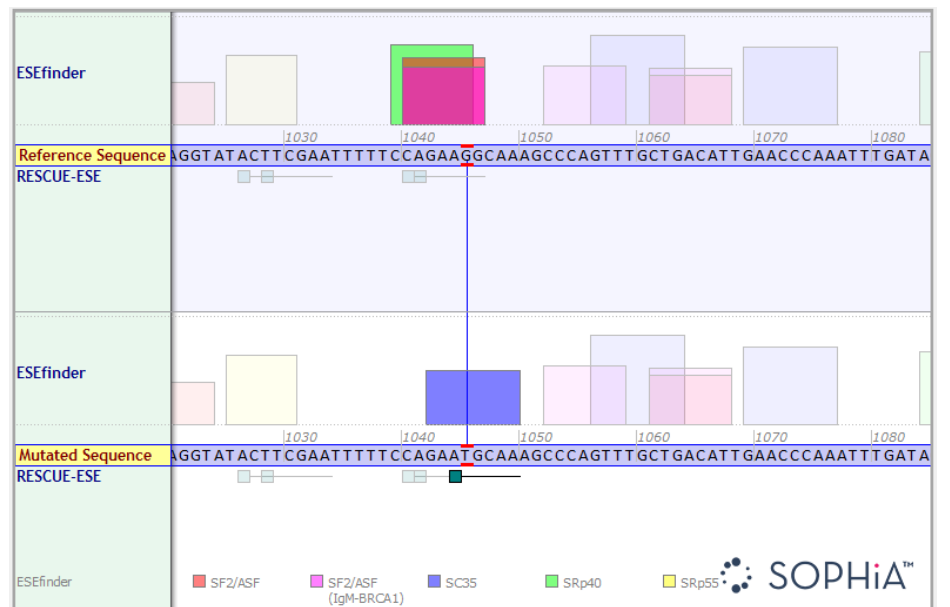 ESEfinder
1030 1040 1050 1060 1070 1080
Reference Sequence AGGTATACTTCGAATTTTTCCAGAAGGCAAAGCCCAGTTTGCTGACATTGAACCCAAATTTGATA
RESCUE-ESE
ESEfinder
1030 1040 1050 1060 1070 1080
Mutated Sequence AGGTATACTTCGAATTTTTCCAGAATGCAAAGCCCAGTTTGCTGACATTGAACCCAAATTTGATA
RESCUE-ESE
ESEfinder SF2/ASF SF2/ASF SC35 SRp40 SRp55 SOPHiA™
(IgM-BRCA1)